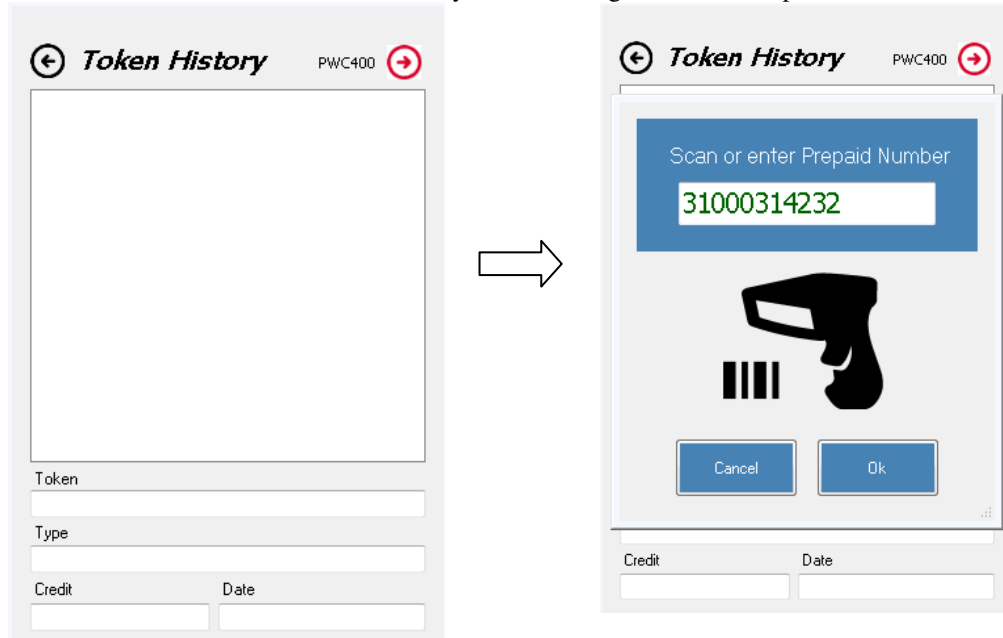 Token History PWC400
Token
Type
Credit Date
Token History PWC400
Scan or enter Prepaid Number
31000314232
Cancel Ok
Credit Date